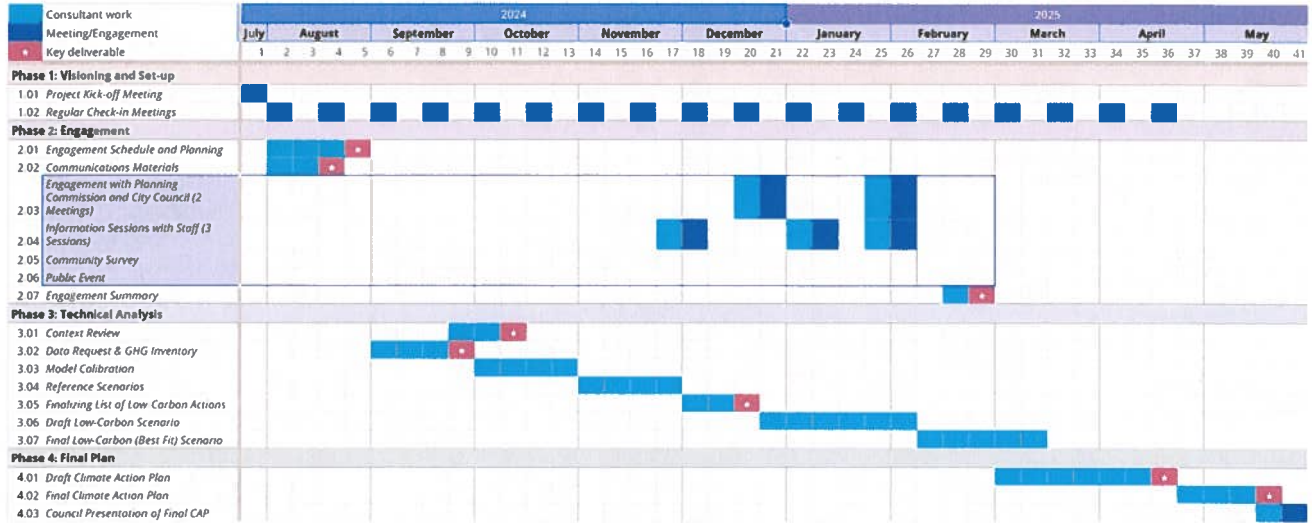 Consultant work
Meeting/Engagement
Key deliverable
2024 2025
July August September October November December January February March April May
1 2 3 4 5 6 7 8 9 10 11 12 13 14 15 16 17 18 19 20 21 22 23 24 25 26 27 28 29 30 31 32 33 34 35 36 37 38 39 40 41
Phase 1: Visioning and Set-up
1.01 Project Kick-off Meeting
1.02 Regular Check-in Meetings
Phase 2: Engagement
2.01 Engagement Schedule and Planning
2.02 Communications Materials
Engagement with Planning
Commission and City Council (2
2.03 Meetings)
Information Sessions with Staff (3
2.04 Sessions)
2.05 Community Survey
2.06 Public Event
2.07 Engagement Summary
Phase 3: Technical Analysis
3.01 Context Review
3.02 Data Request & GHG Inventory
3.03 Model Calibration
3.04 Reference Scenarios
3.05 Finalizing List of Low-Carbon Actions
3.06 Draft Low-Carbon Scenario
3.07 Final Low-Carbon (Best Fit) Scenario
Phase 4: Final Plan
4.01 Draft Climate Action Plan
4.02 Final Climate Action Plan
4.03 Council Presentation of Final CAP